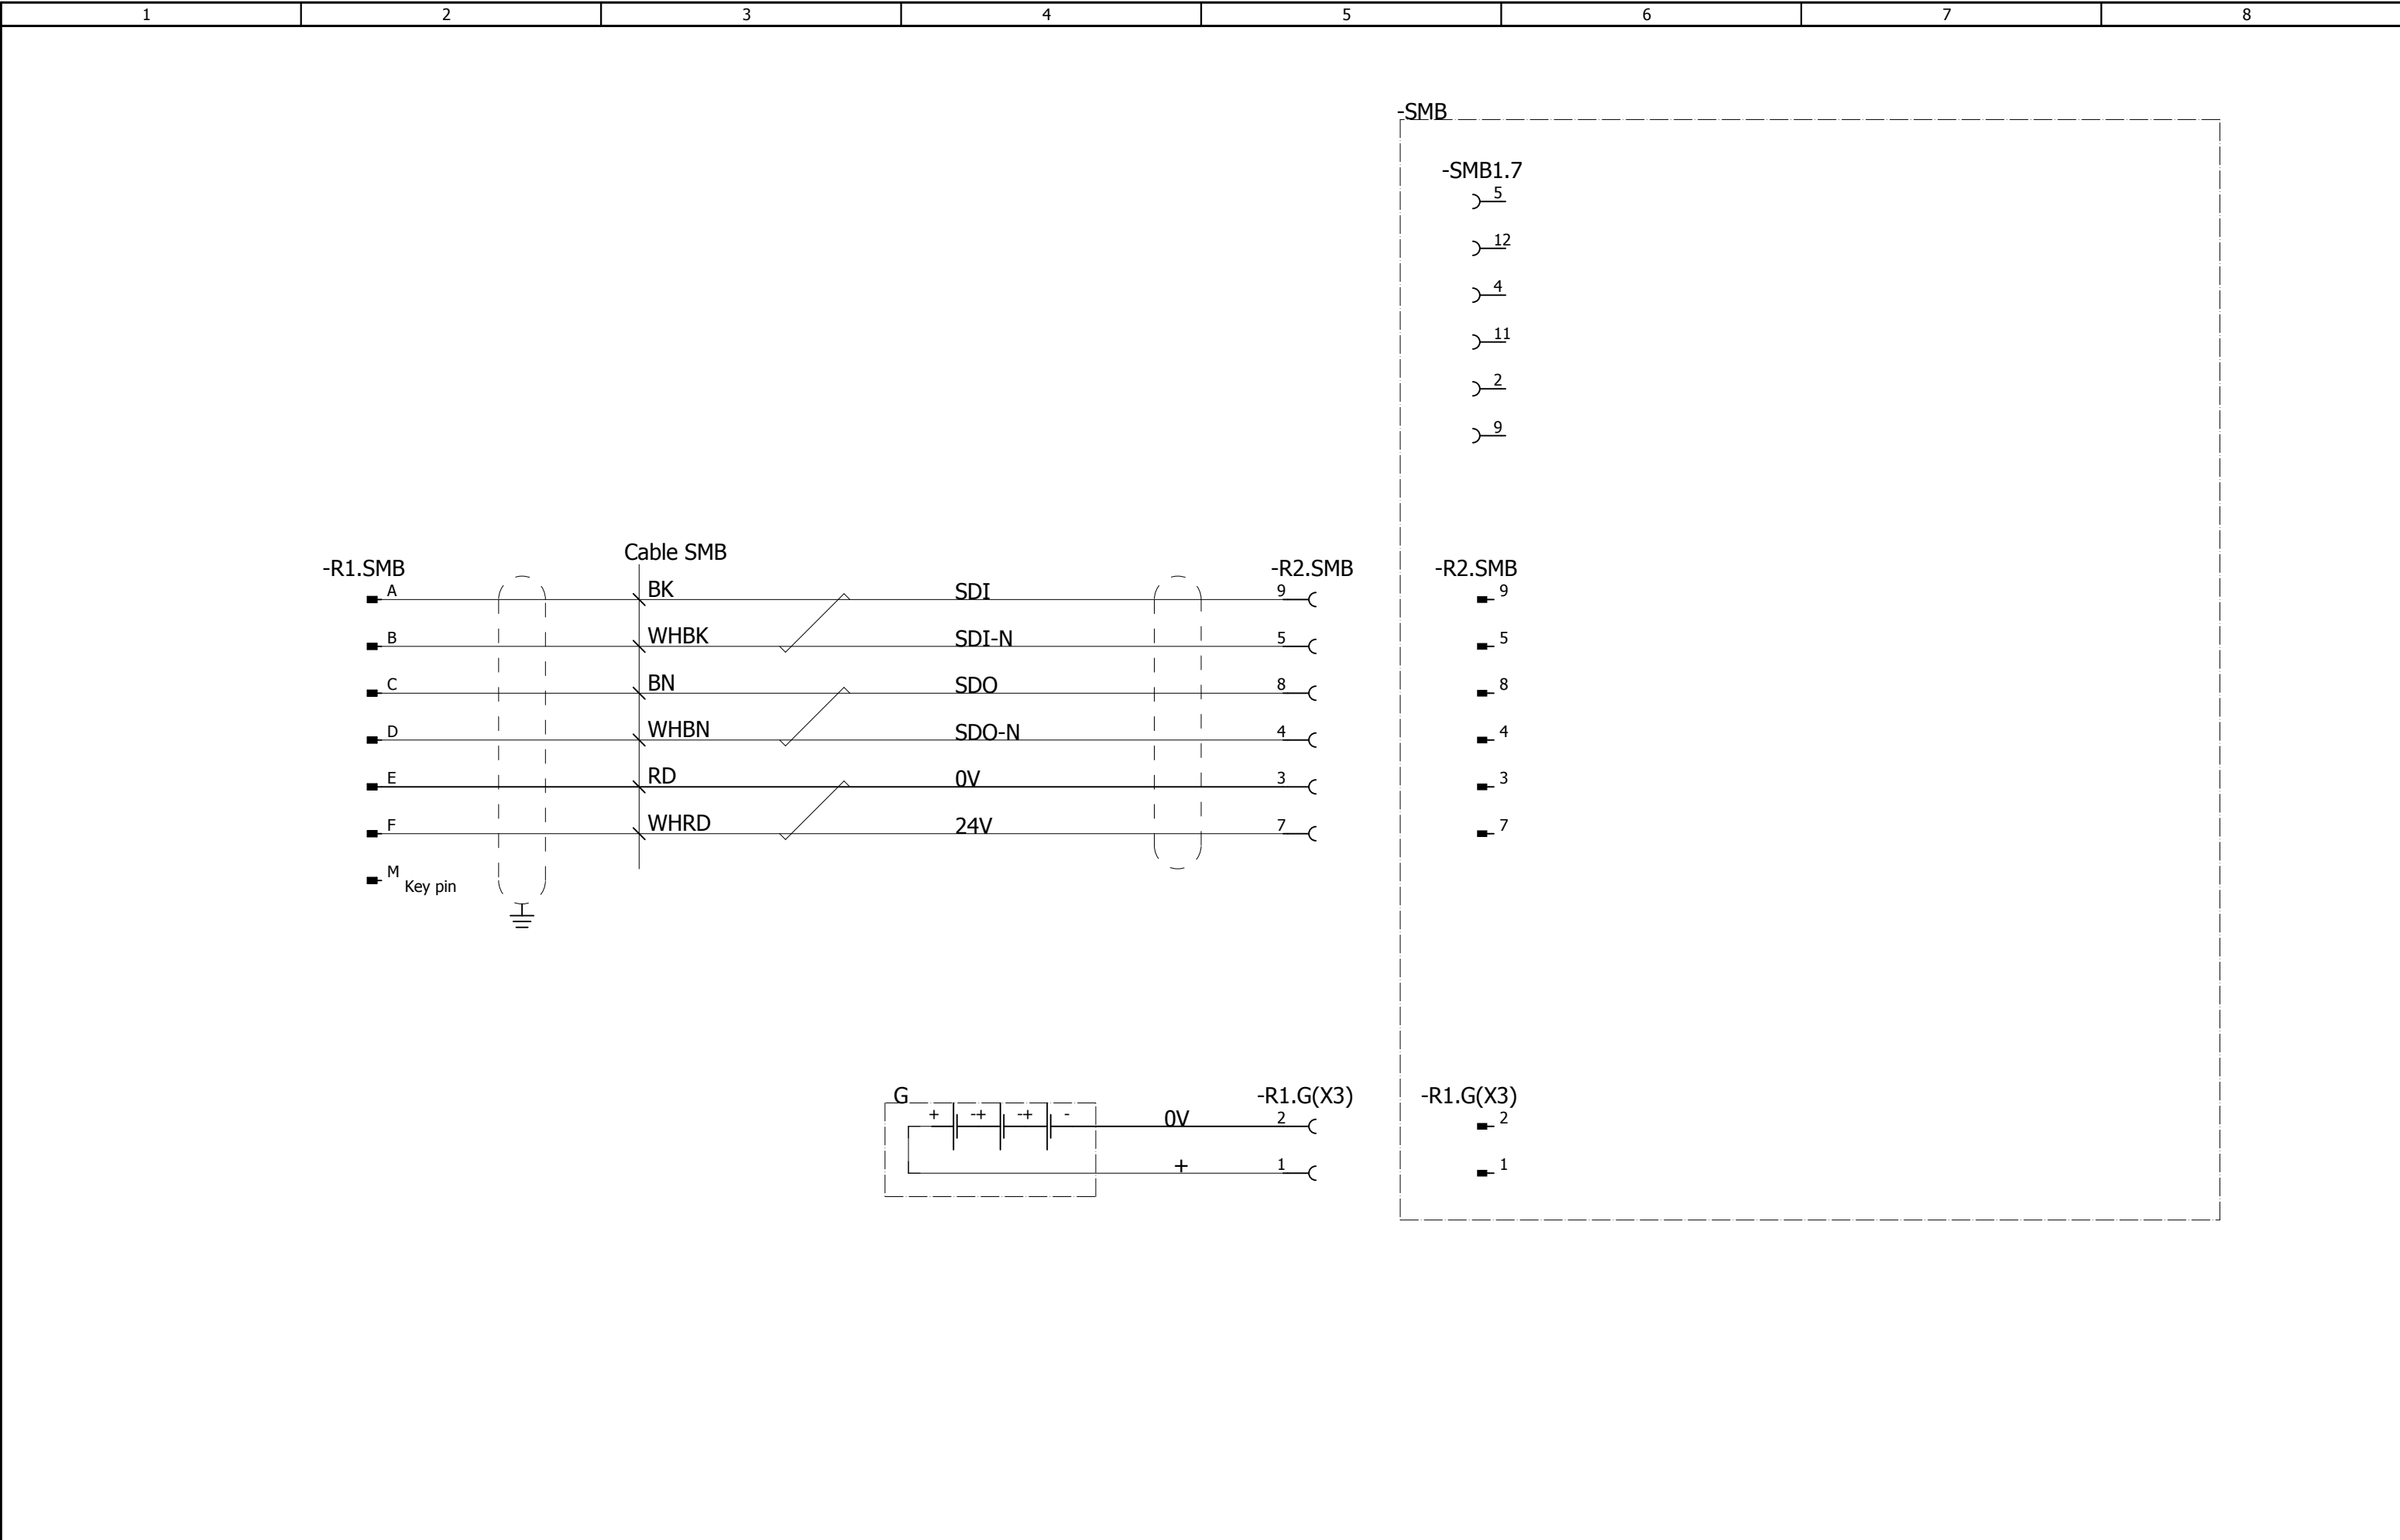 1 2 3 4 5 6 7 8
-SMB
-SMB1.7
5
12
4
11
2
9
Cable SMB
-R1.SMB -R2.SMB -R2.SMB
A BK SDI 9 9
B WHBK SDI-N 5 5
C BN SDO 8 8
D WHBN SDO-N 4 4
E RD 0V 3 3
F WHRD 24V 7 7
M Key pin
G -R1.G(X3) -R1.G(X3)
+ -+ -+ - 0V 2 2
+ 1 1